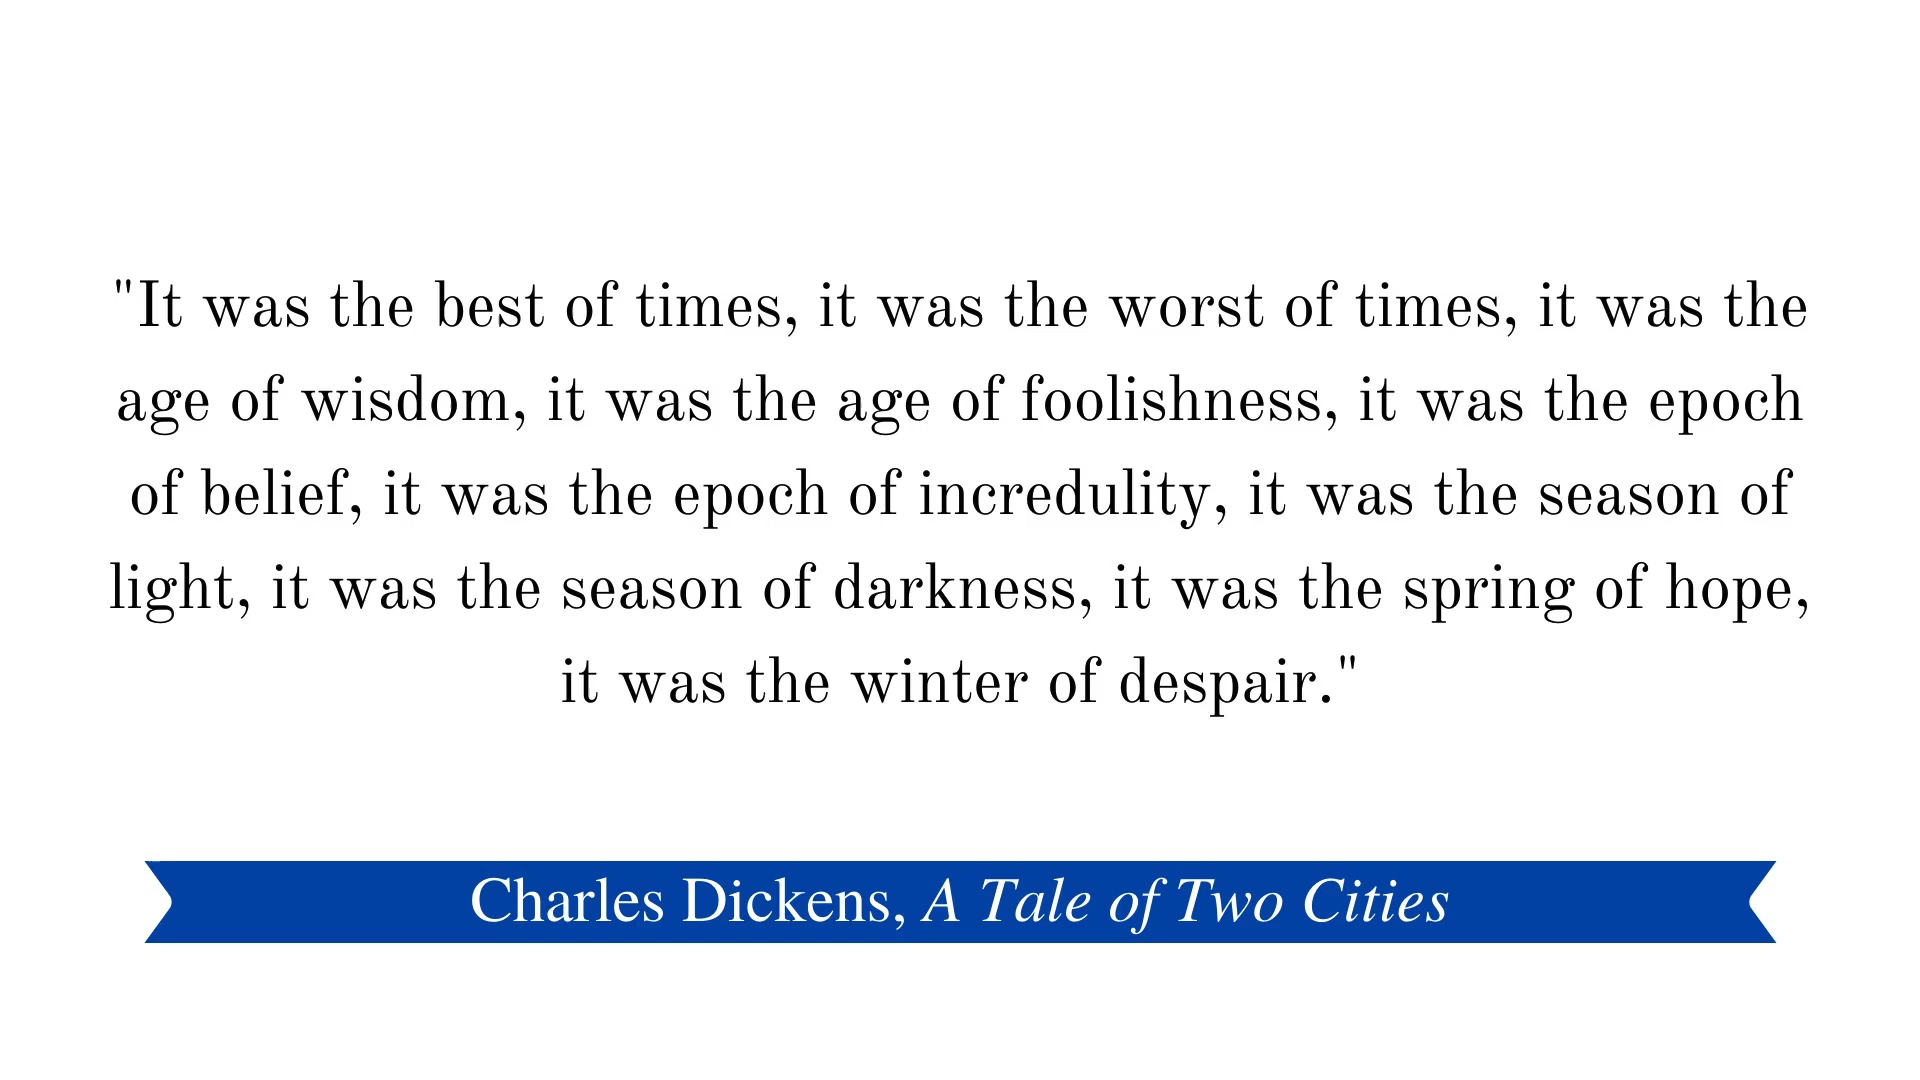 "It was the best of times, it was the worst of times, it was the
age of wisdom, it was the age of foolishness, it was the epoch
of belief, it was the epoch of incredulity, it was the season of
light, it was the season of darkness, it was the spring of hope,
it was the winter of despair."
Charles Dickens, A Tale of Two Cities